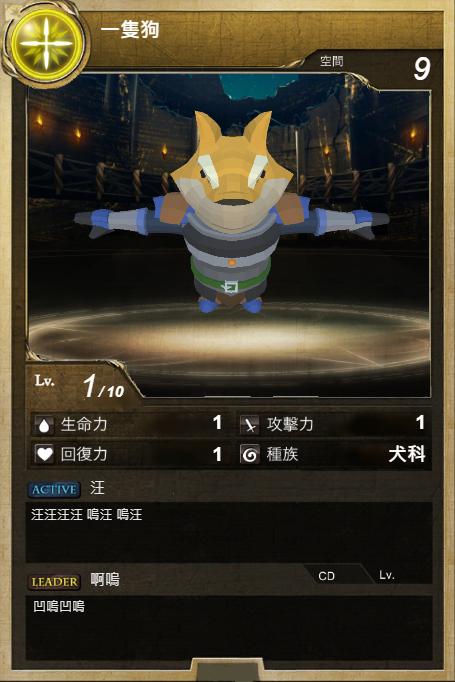 一隻狗
空間 9
Lv. 1/10
生命力 1 攻擊力 1
回復力 1 種族 犬科
ACTIVE 汪
汪汪汪汪 嗚汪 嗚汪
LEADER 啊嗚 CD Lv.
凹嗚凹嗚